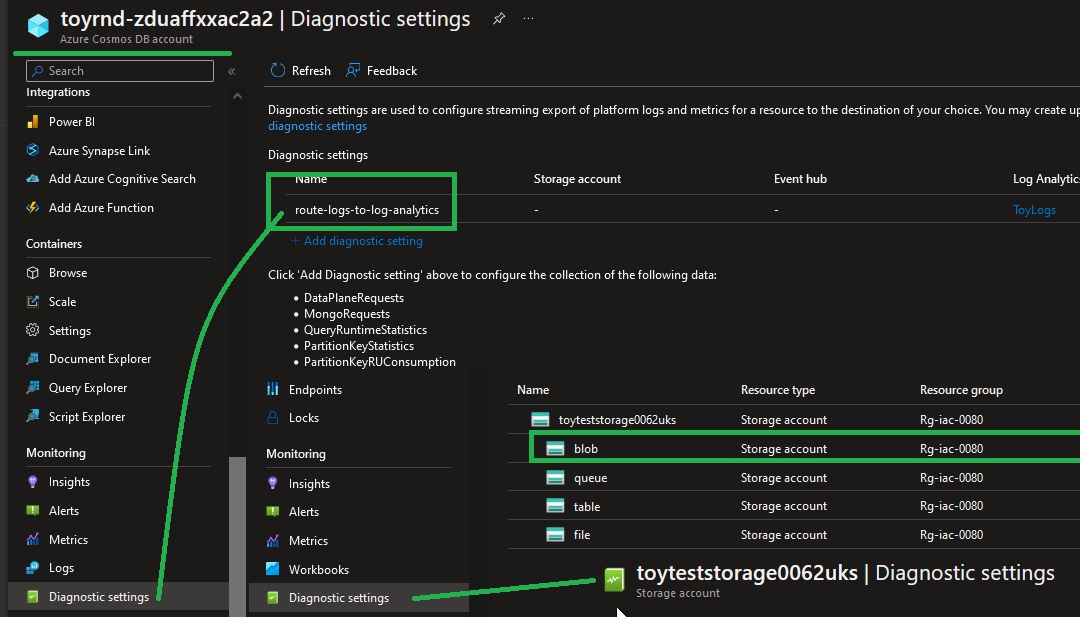 toyrnd-zduaffxxac2a2 | Diagnostic settings
Azure Cosmos DB account
Search
Integrations
Power BI
Azure Synapse Link
Add Azure Cognitive Search
Add Azure Function
Containers
Browse
Scale
Settings
Document Explorer
Query Explorer
Script Explorer
Monitoring
Insights
Alerts
Metrics
Logs
Diagnostic settings
Refresh Feedback
Diagnostic settings are used to configure streaming export of platform logs and metrics for a resource to the destination of your choice. You may create up
diagnostic settings
Diagnostic settings
Name Storage account Event hub Log Analytics
route-logs-to-log-analytics - - ToyLogs
+ Add diagnostic setting
Click 'Add Diagnostic setting' above to configure the collection of the following data:
• DataPlaneRequests
• MongoRequests
• QueryRuntimeStatistics
• PartitionKeyStatistics
• PartitionKeyRUConsumption
Endpoints
Locks
Monitoring
Insights
Alerts
Metrics
Workbooks
Diagnostic settings
Name Resource type Resource group
toyteststorage0062uks Storage account Rg-iac-0080
blob Storage account Rg-iac-0080
queue Storage account Rg-iac-0080
table Storage account Rg-iac-0080
file Storage account Rg-iac-0080
toyteststorage0062uks | Diagnostic settings
Storage account